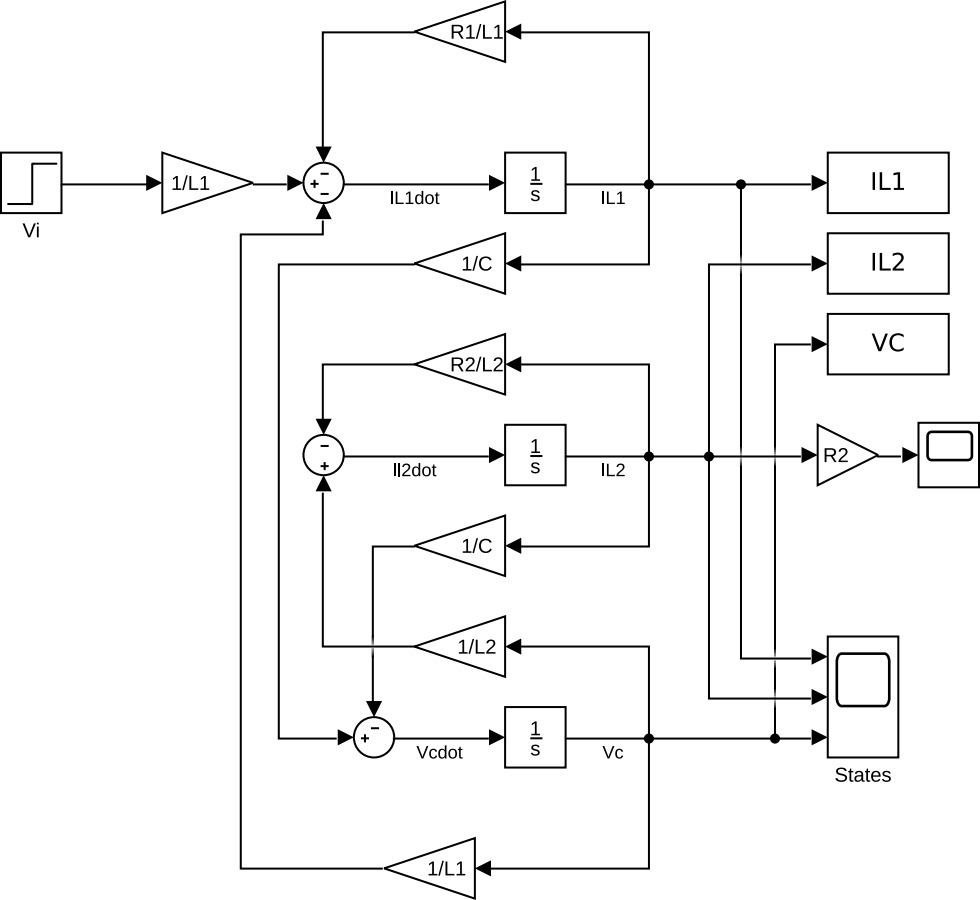 R1/L1
Vi
1/L1
+
−
−
IL1dot
1
s
IL1
IL1
1/C
IL2
VC
R2/L2
−
+
Il2dot
1
s
IL2
R2
1/C
1/L2
+
−
Vcdot
1
s
Vc
States
1/L1